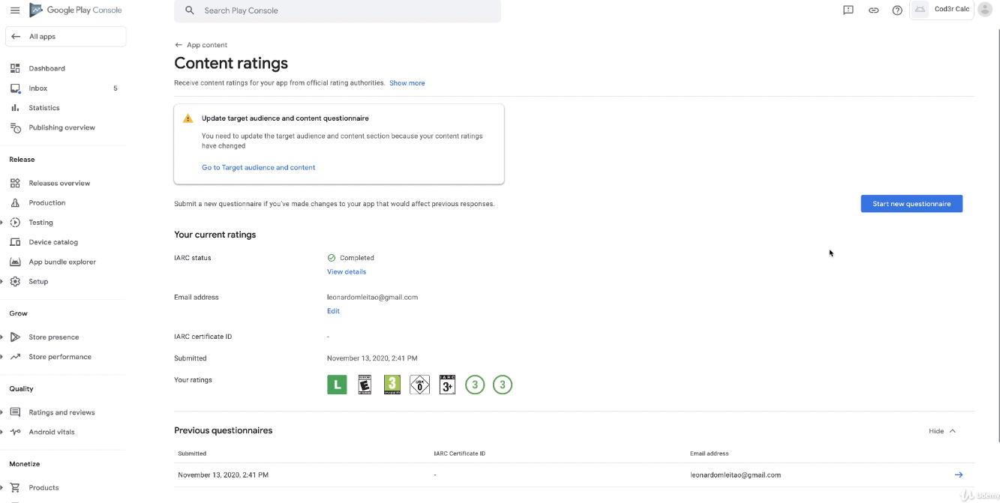 Google Play Console
Search Play Console
Cod3r Calc
All apps
Dashboard
Inbox 5
Statistics
Publishing overview
Release
Releases overview
Production
Testing
Device catalog
App bundle explorer
Setup
Grow
Store presence
Store performance
Quality
Ratings and reviews
Android vitals
Monetize
Products
App content
Content ratings
Receive content ratings for your app from official rating authorities. Show more
Update target audience and content questionnaire
You need to update the target audience and content section because your content ratings
have changed
Go to Target audience and content
Submit a new questionnaire if you've made changes to your app that would affect previous responses.
Start new questionnaire
Your current ratings
IARC status
Completed
View details
Email address
leonardomleitao@gmail.com
Edit
IARC certificate ID
-
Submitted
November 13, 2020, 2:41 PM
Your ratings
L E 3 USK 0 IARC 3+ 3 3
Previous questionnaires
Hide
Submitted IARC Certificate ID Email address
November 13, 2020, 2:41 PM - leonardomleitao@gmail.com
Udemy